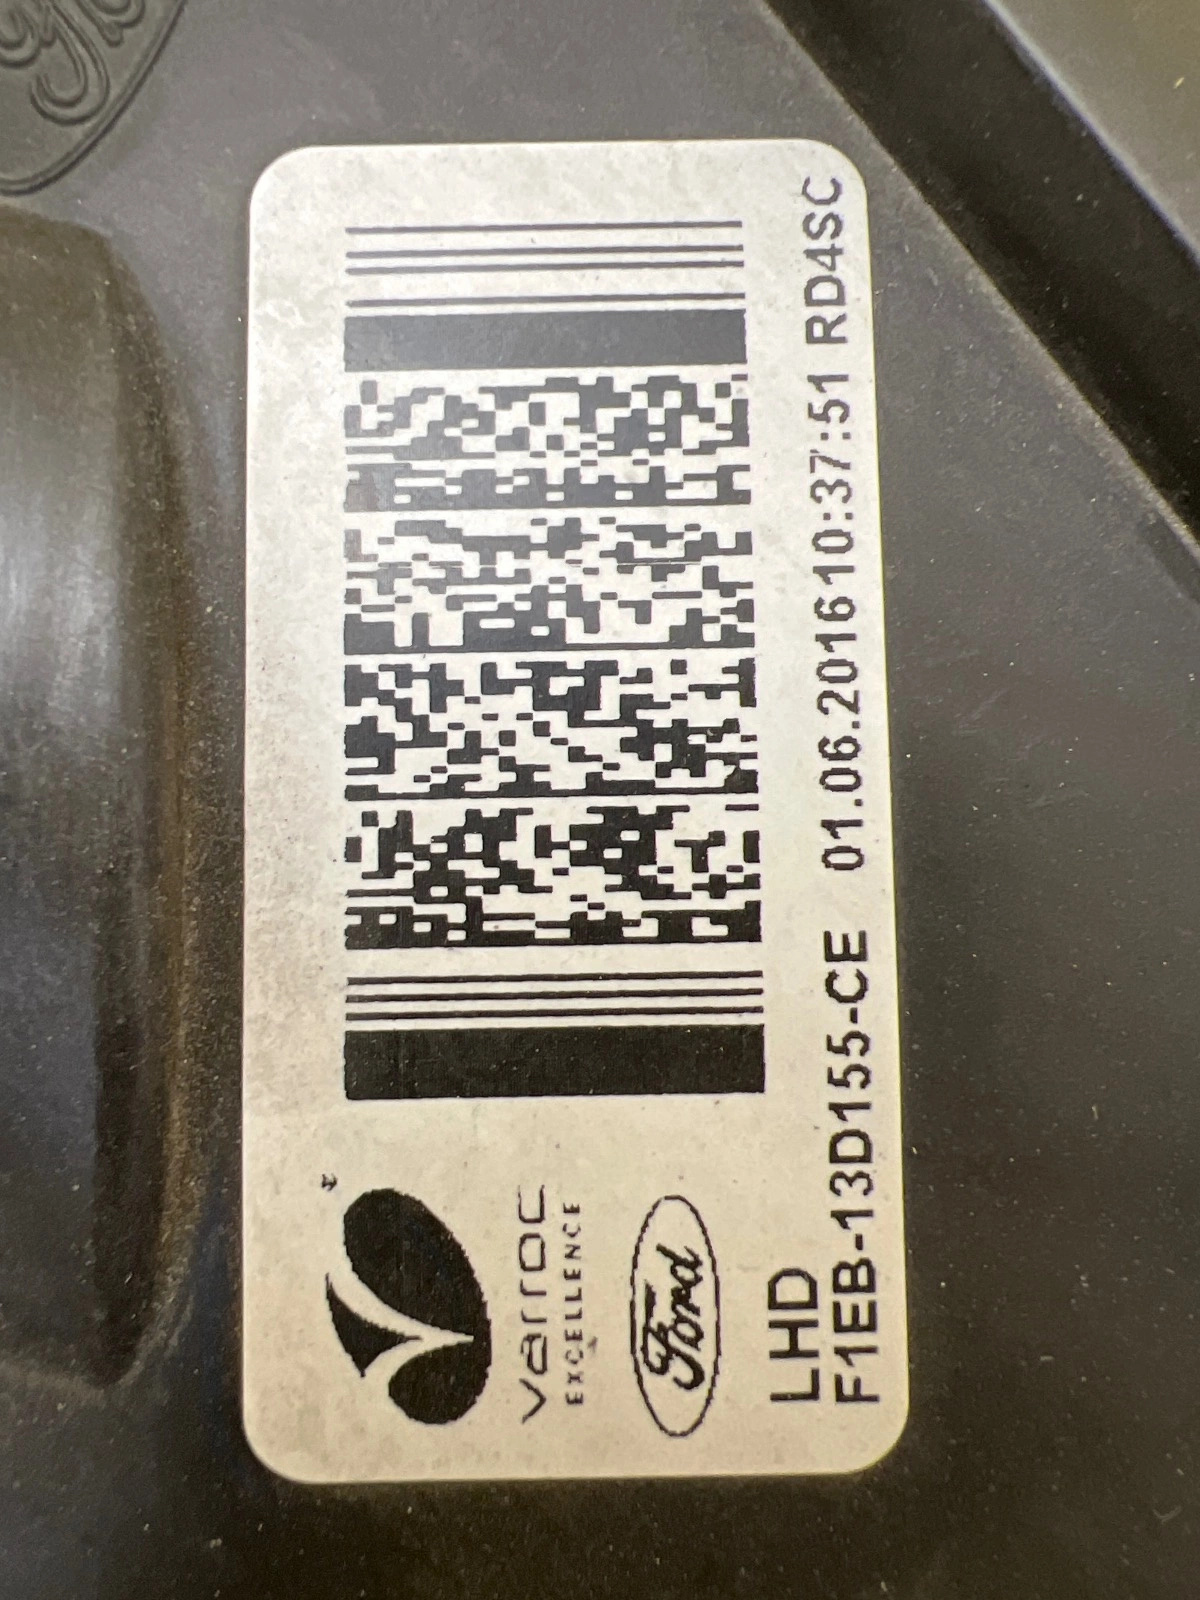 varroc
EXCELLENCE
Ford
LHD
F1EB-13D155-CE 01.06.2016 10:37:51 RD4SC